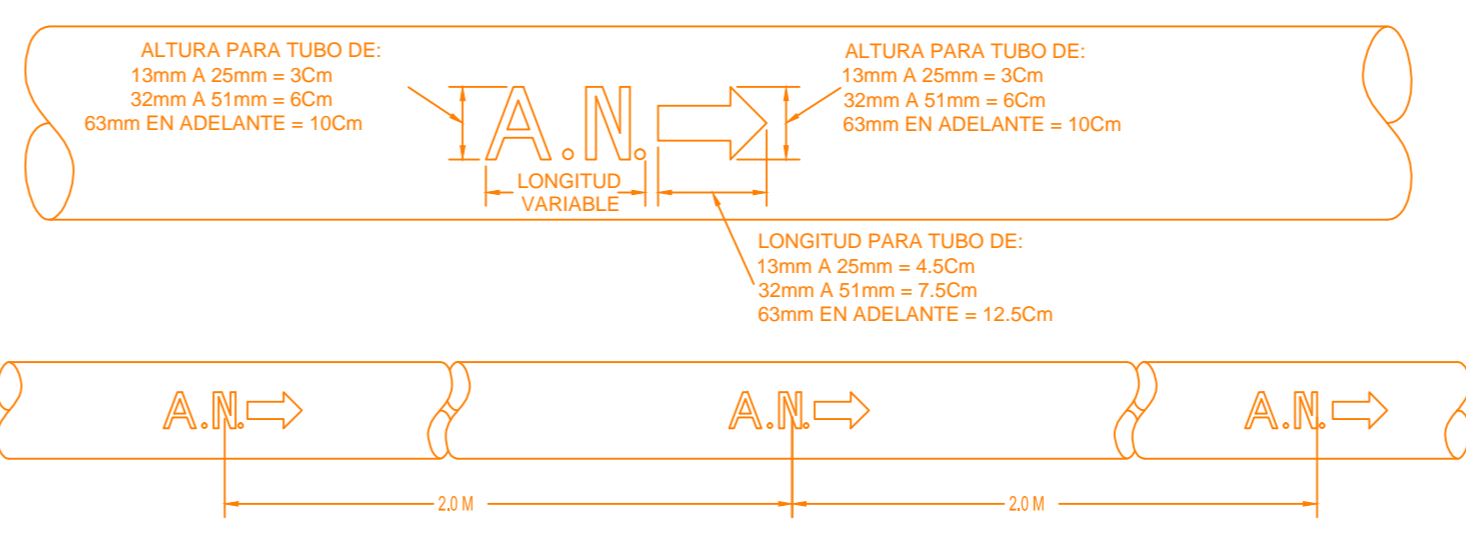 ALTURA PARA TUBO DE:
13mm A 25mm = 3Cm
32mm A 51mm = 6Cm
63mm EN ADELANTE = 10Cm
A.N.
LONGITUD
VARIABLE
ALTURA PARA TUBO DE:
13mm A 25mm = 3Cm
32mm A 51mm = 6Cm
63mm EN ADELANTE = 10Cm
LONGITUD PARA TUBO DE:
13mm A 25mm = 4.5Cm
32mm A 51mm = 7.5Cm
63mm EN ADELANTE = 12.5Cm
A.N.
A.N.
A.N.
2.0 M
2.0 M